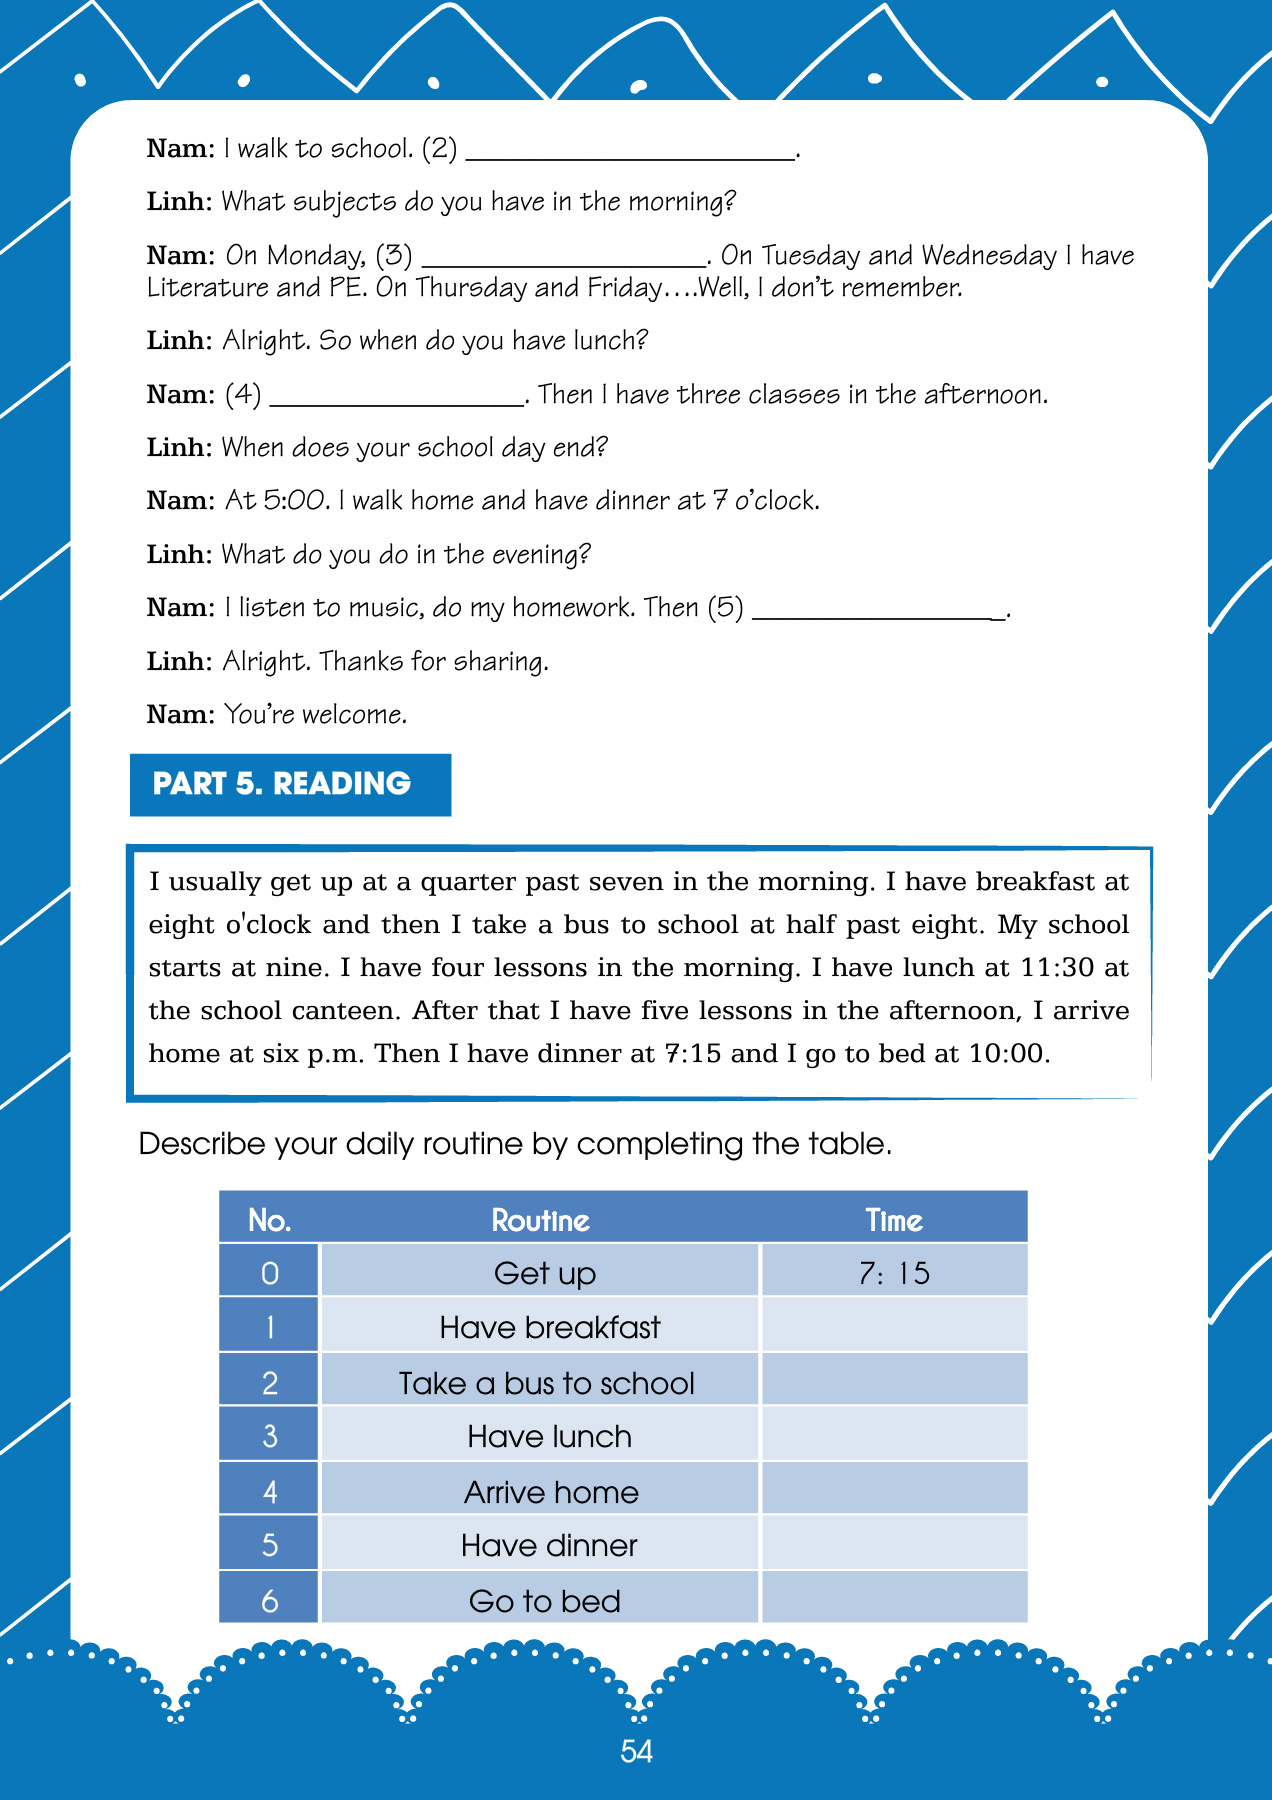 Nam: I walk to school. (2) ______________________.
Linh: What subjects do you have in the morning?
Nam: On Monday, (3) ___________________. On Tuesday and Wednesday I have
Literature and PE. On Thursday and Friday….Well, I don’t remember.
Linh: Alright. So when do you have lunch?
Nam: (4) _________________. Then I have three classes in the afternoon.
Linh: When does your school day end?
Nam: At 5:00. I walk home and have dinner at 7 o’clock.
Linh: What do you do in the evening?
Nam: I listen to music, do my homework. Then (5) _________________.
Linh: Alright. Thanks for sharing.
Nam: You’re welcome.
PART 5. READING
I usually get up at a quarter past seven in the morning. I have breakfast at
eight o'clock and then I take a bus to school at half past eight. My school
starts at nine. I have four lessons in the morning. I have lunch at 11:30 at
the school canteen. After that I have five lessons in the afternoon, I arrive
home at six p.m. Then I have dinner at 7:15 and I go to bed at 10:00.
Describe your daily routine by completing the table.
No. Routine Time
0 Get up 7: 15
1 Have breakfast
2 Take a bus to school
3 Have lunch
4 Arrive home
5 Have dinner
6 Go to bed
54